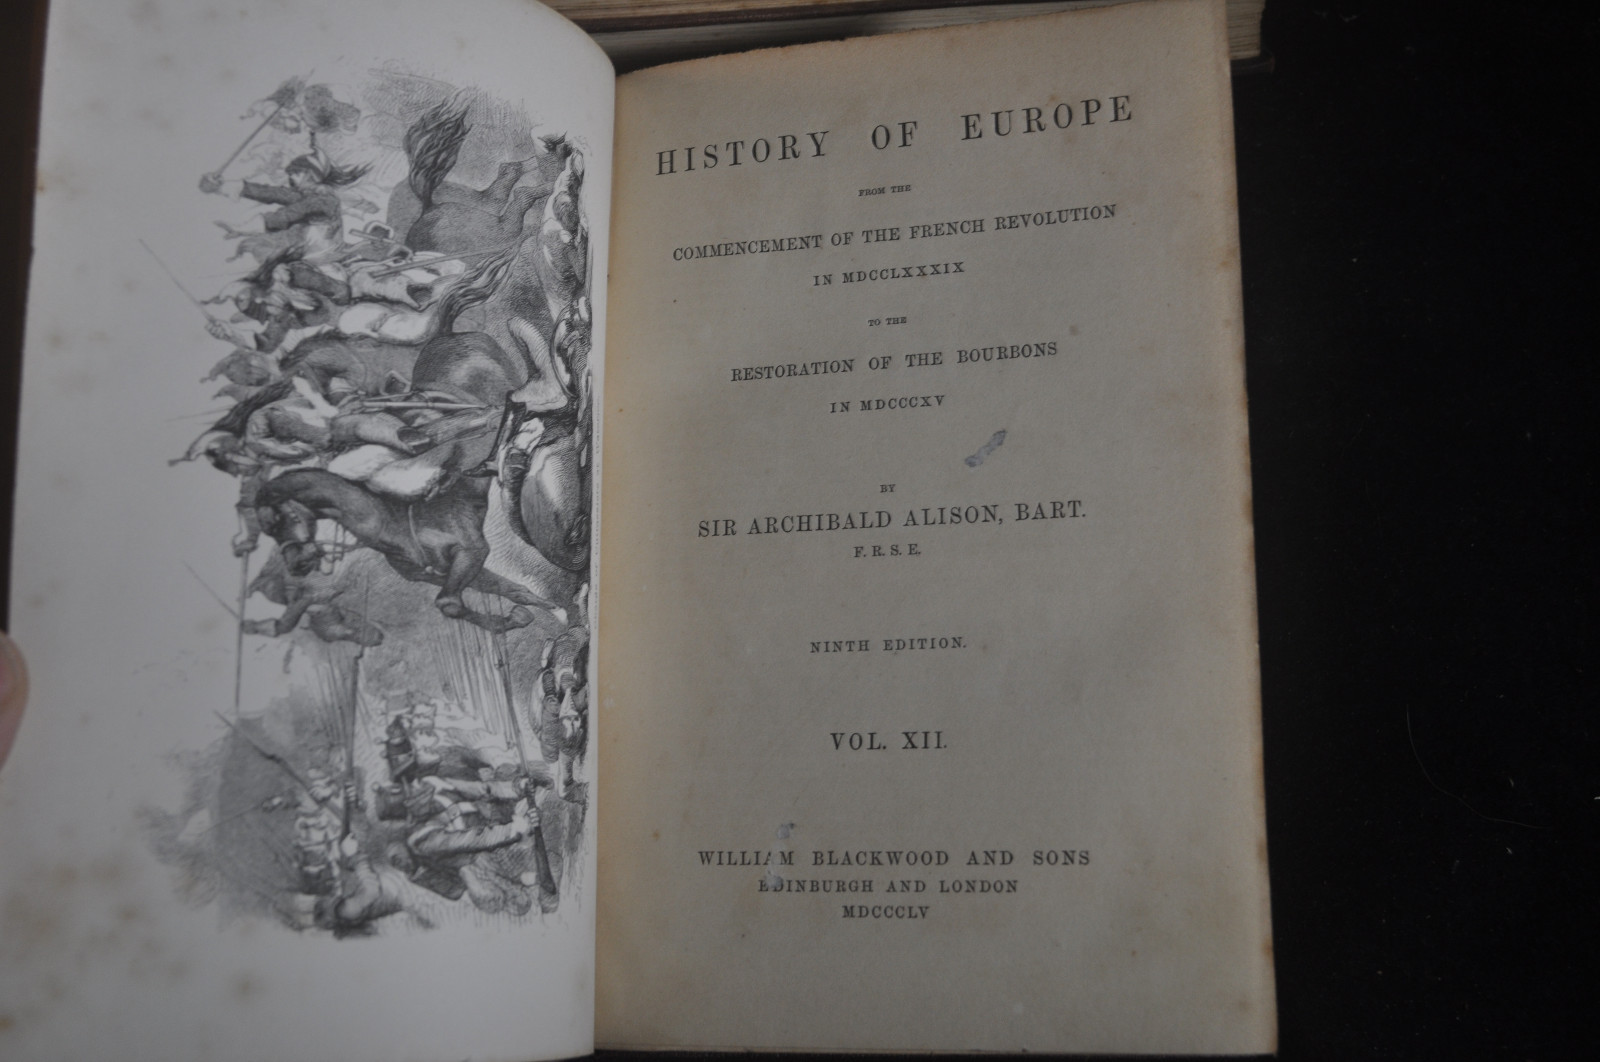 HISTORY OF EUROPE
FROM THE
COMMENCEMENT OF THE FRENCH REVOLUTION
IN MDCCLXXXIX
TO THE
RESTORATION OF THE BOURBONS
IN MDCCCXV
BY
SIR ARCHIBALD ALISON, BART.
F. R. S. E.
NINTH EDITION.
VOL. XII.
WILLIAM BLACKWOOD AND SONS
EDINBURGH AND LONDON
MDCCCLV